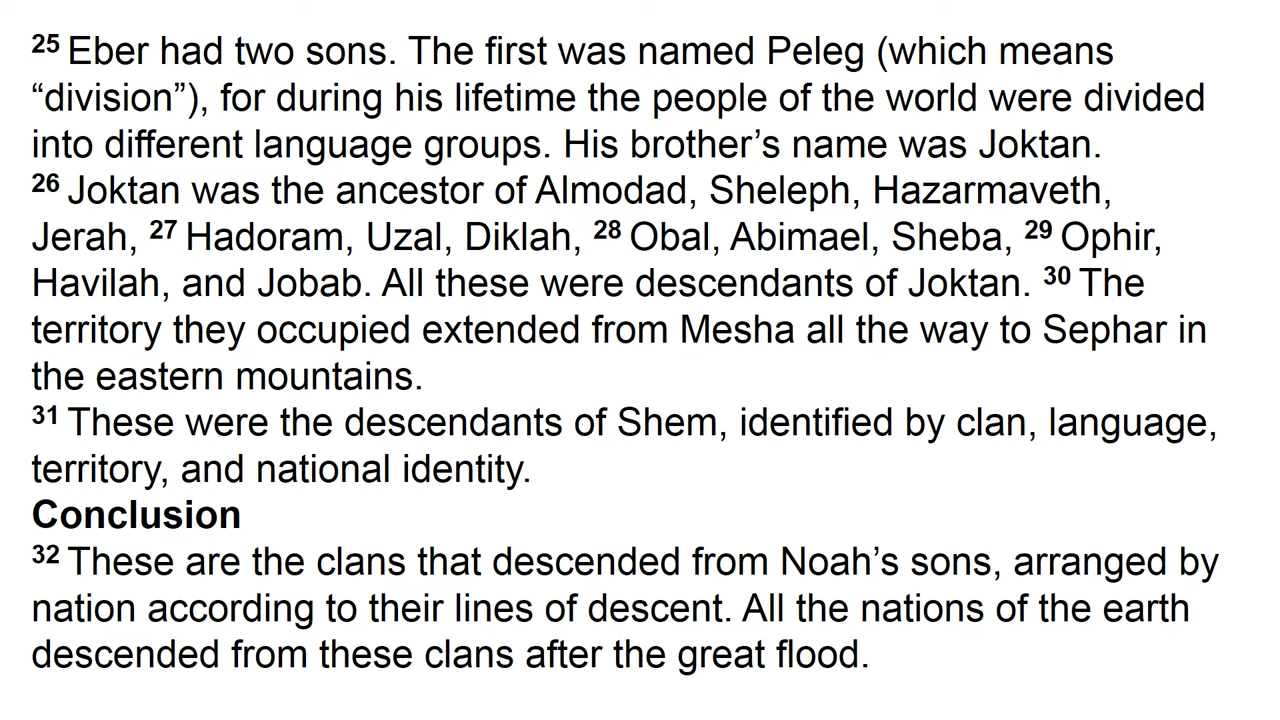 25 Eber had two sons. The first was named Peleg (which means
“division”), for during his lifetime the people of the world were divided
into different language groups. His brother’s name was Joktan.
26 Joktan was the ancestor of Almodad, Sheleph, Hazarmaveth,
Jerah, 27 Hadoram, Uzal, Diklah, 28 Obal, Abimael, Sheba, 29 Ophir,
Havilah, and Jobab. All these were descendants of Joktan. 30 The
territory they occupied extended from Mesha all the way to Sephar in
the eastern mountains.
31 These were the descendants of Shem, identified by clan, language,
territory, and national identity.
Conclusion
32 These are the clans that descended from Noah’s sons, arranged by
nation according to their lines of descent. All the nations of the earth
descended from these clans after the great flood.